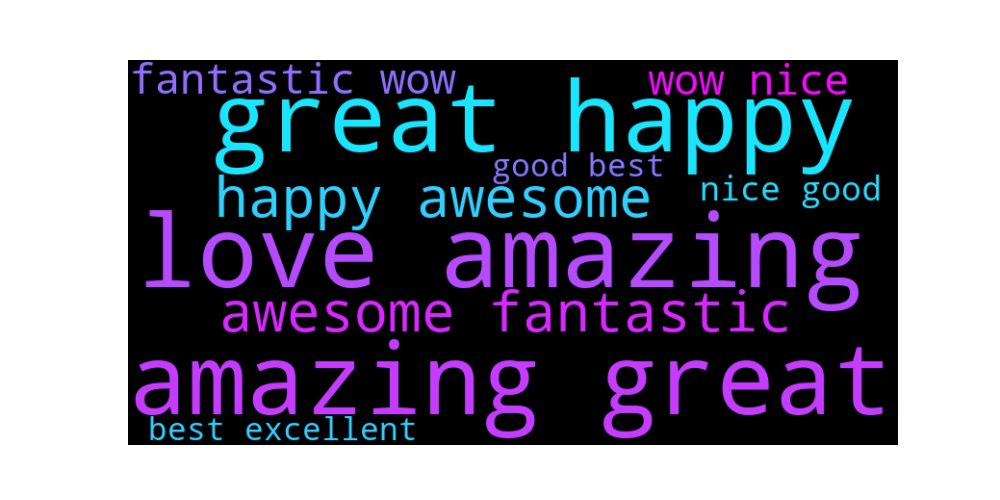 fantastic wow
wow nice
great happy
good best
happy awesome
nice good
love amazing
awesome fantastic
amazing great
best excellent